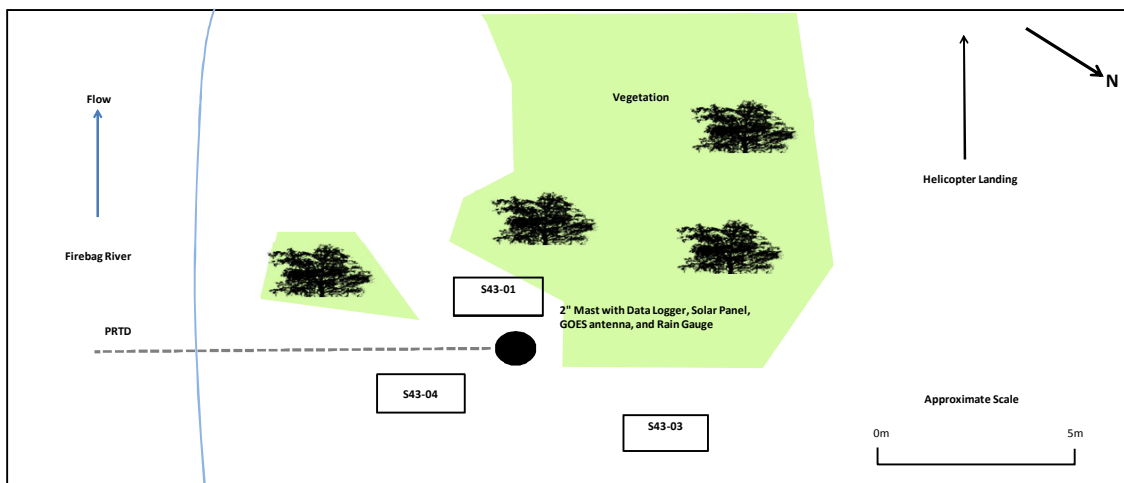 Vegetation
Flow
N
Helicopter Landing
Firebag River
S43-01
2" Mast with Data Logger, Solar Panel,
GOES antenna, and Rain Gauge
PRTD
S43-04
Approximate Scale
S43-03
0m
5m